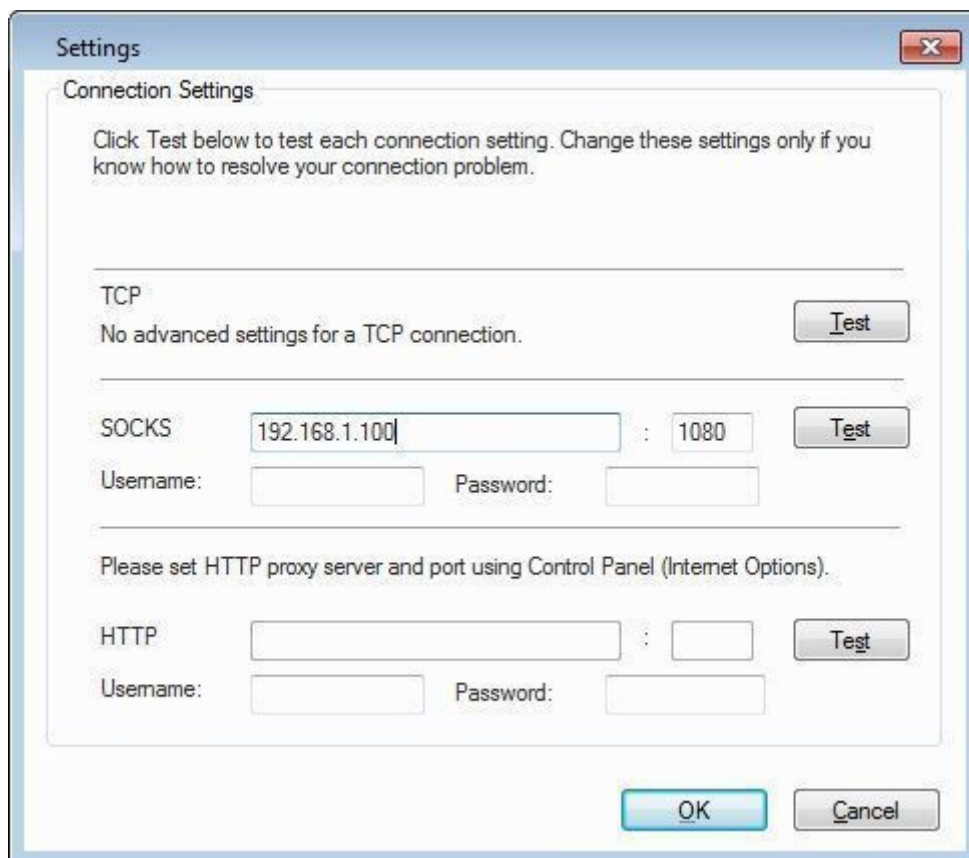 Settings
Connection Settings
Click Test below to test each connection setting. Change these settings only if you
know how to resolve your connection problem.
TCP
No advanced settings for a TCP connection.
Test
SOCKS 192.168.1.100 : 1080 Test
Username: Password:
Please set HTTP proxy server and port using Control Panel (Internet Options).
HTTP : Test
Username: Password:
OK Cancel